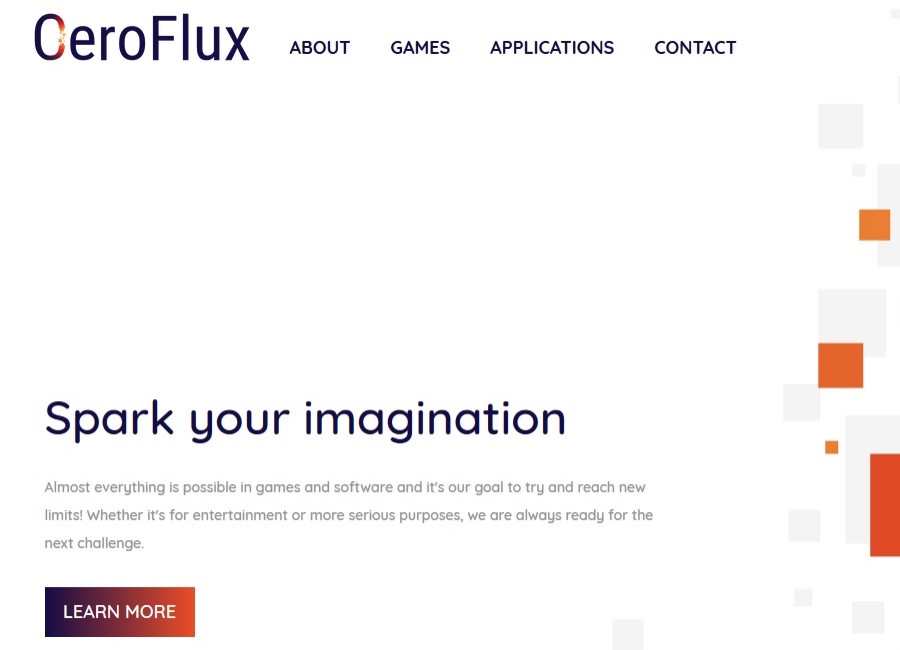 OeroFlux
ABOUT GAMES APPLICATIONS CONTACT
Spark your imagination
Almost everything is possible in games and software and it's our goal to try and reach new
limits! Whether it's for entertainment or more serious purposes, we are always ready for the
next challenge.
LEARN MORE